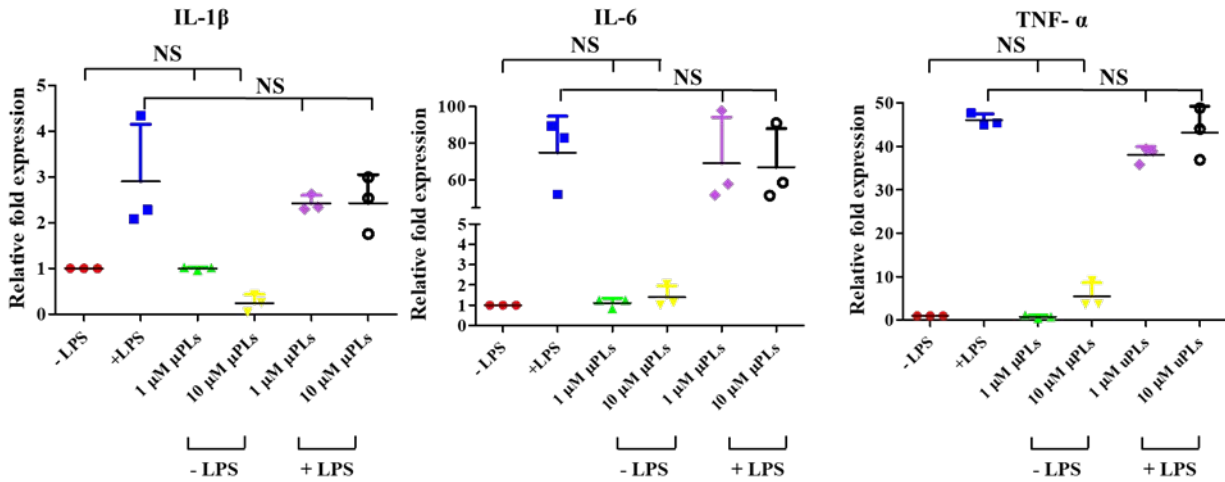 IL-1β
NS
NS
Relative fold expression
5
4
3
2
1
0
- LPS
+LPS
1 μM μPLs
10 μM μPLs
1 μM μPLs
10 μM μPLs
- LPS
+ LPS
IL-6
NS
NS
Relative fold expression
100
80
60
5
4
3
2
1
0
- LPS
+LPS
1 μM μPLs
10 μM μPLs
1 μM μPLs
10 μM μPLs
- LPS
+ LPS
TNF- α
NS
NS
Relative fold expression
50
40
30
20
10
0
- LPS
+LPS
1 μM μPLs
10 μM μPLs
1 μM uPLs
10 μM μPLs
- LPS
+ LPS